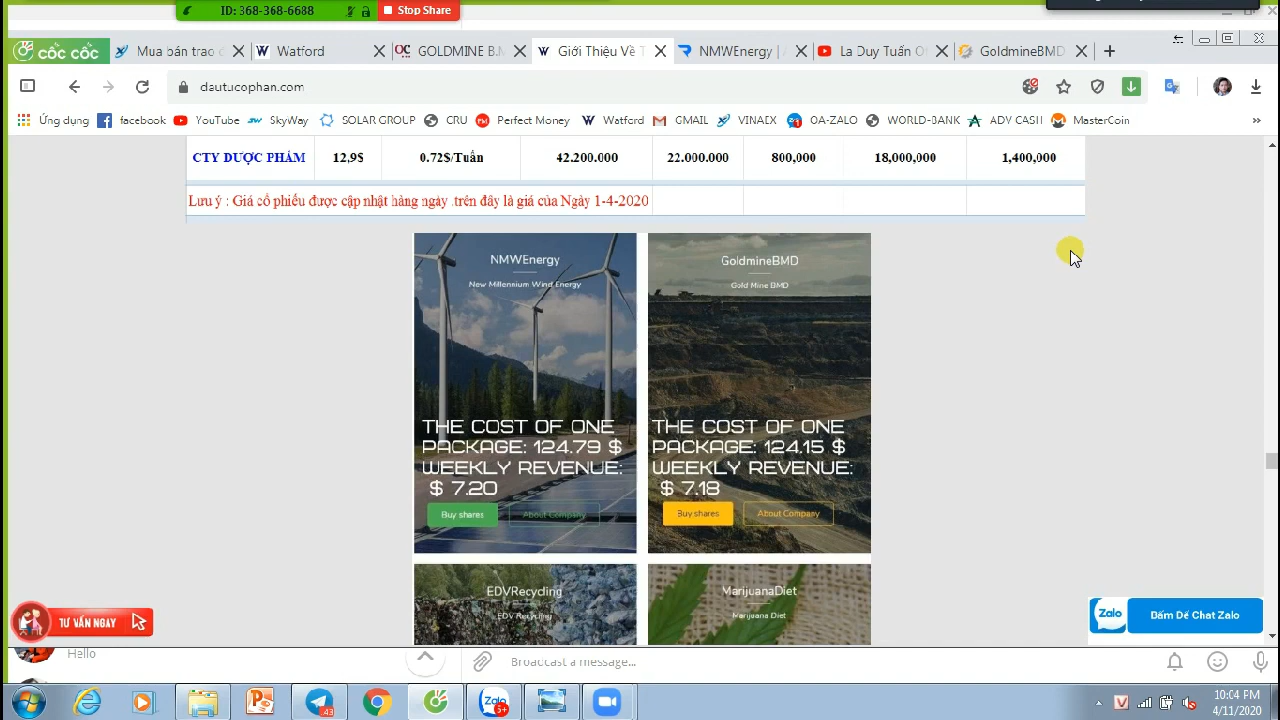 ID: 368-368-6688
Stop Share
cốc cốc
Mua bán trao đ
Watford
GOLDMINE B.M
Giới Thiệu Về T
NMWEnergy |
La Duy Tuấn O
GoldmineBMD
dautucophan.com
Ứng dụng
facebook
YouTube
SkyWay
SOLAR GROUP
CRU
Perfect Money
Watford
GMAIL
VINAEX
OA-ZALO
WORLD-BANK
ADV CASH
MasterCoin
CTY DƯỢC PHẨM 12,9$ 0.72$/Tuần 42.200.000 22.000.000 800,000 18,000,000 1,400,000
Lưu ý : Giá cổ phiếu được cập nhật hàng ngày .trên đây là giá của Ngày 1-4-2020
NMWEnergy
New Millennium Wind Energy
THE COST OF ONE
PACKAGE: 124.79 $
WEEKLY REVENUE:
$ 7.20
Buy shares
About Company
GoldmineBMD
Gold Mine BMD
THE COST OF ONE
PACKAGE: 124.15 $
WEEKLY REVENUE:
$ 7.18
Buy shares
About Company
EDVRecycling
EDV Recycling
MarijuanaDiet
Marijuana Diet
TƯ VẤN NGAY
Zalo
Bấm Để Chat Zalo
Hello
Broadcast a message...
43
Zalo
5+
V
10:04 PM
4/11/2020